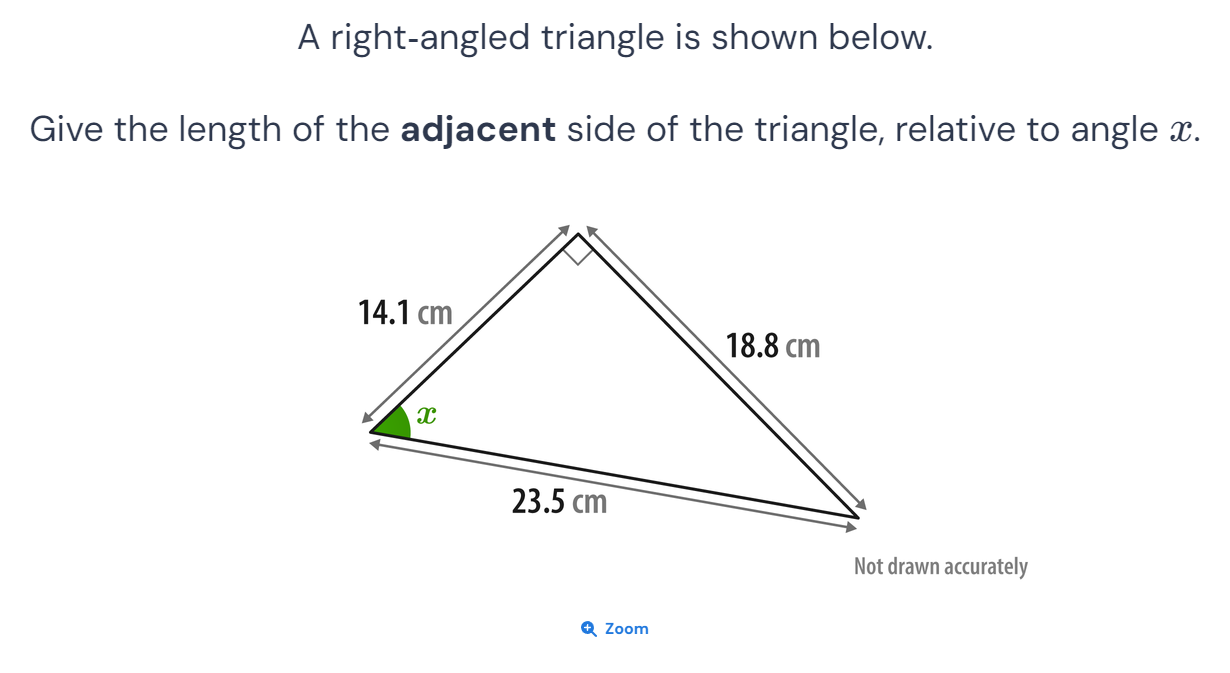 A right-angled triangle is shown below.
Give the length of the adjacent side of the triangle, relative to angle x.
14.1 cm
18.8 cm
x
23.5 cm
Not drawn accurately
Zoom